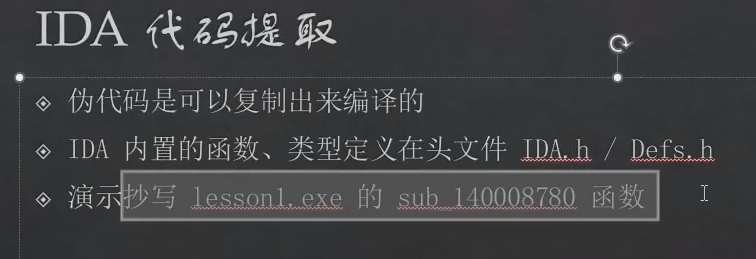 IDA 代码提取
伪代码是可以复制出来编译的
IDA 内置的函数、类型定义在头文件 IDA.h / Defs.h
演示抄写 lesson1.exe 的 sub_140008780 函数